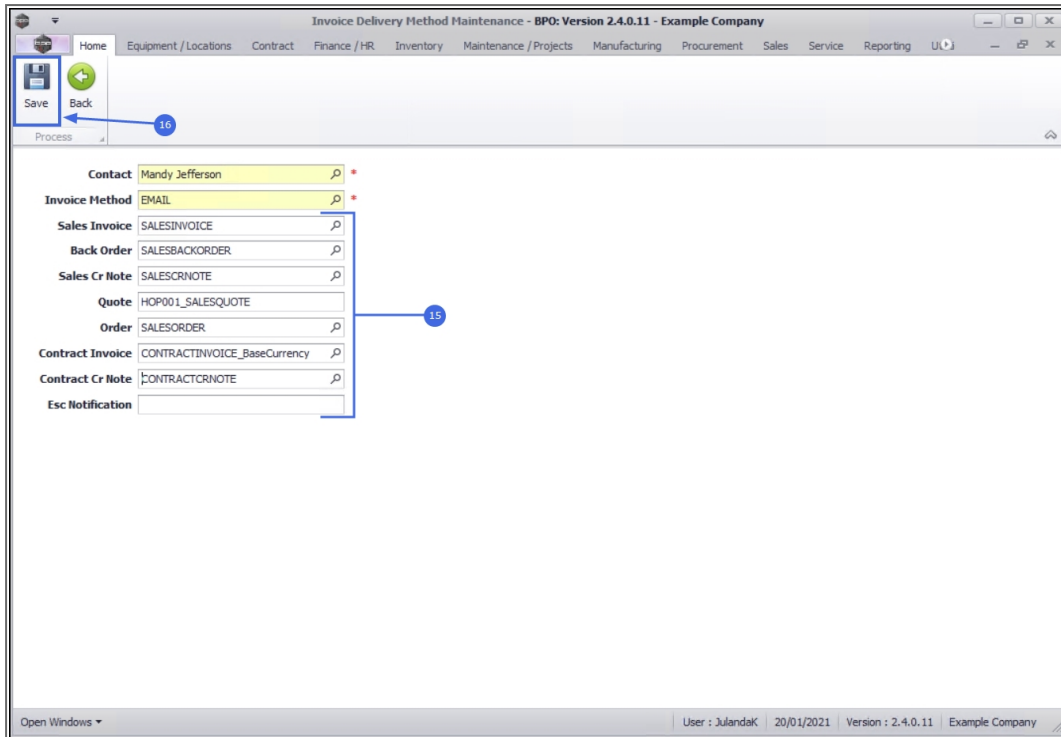 Invoice Delivery Method Maintenance - BPO: Version 2.4.0.11 - Example Company
Home Equipment / Locations Contract Finance / HR Inventory Maintenance / Projects Manufacturing Procurement Sales Service Reporting
Save Back
16
Process
Contact Mandy Jefferson *
Invoice Method EMAIL *
Sales Invoice SALESINVOICE
Back Order SALESBACKORDER
Sales Cr Note SALESCRNOTE
Quote HOP001_SALESQUOTE
15
Order SALESORDER
Contract Invoice CONTRACTINVOICE_BaseCurrency
Contract Cr Note CONTRACTCRNOTE
Esc Notification
Open Windows User : JulandaK 20/01/2021 Version : 2.4.0.11 Example Company